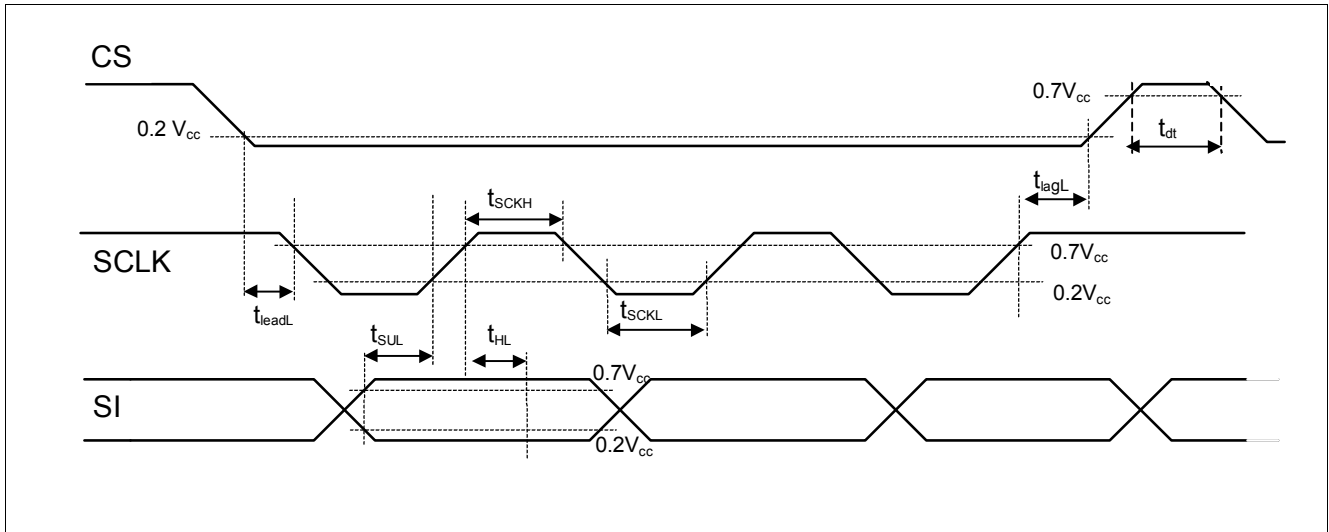 CS
0.7Vcc
0.2 Vcc
tdt
tlagL
tSCKH
SCLK
0.7Vcc
0.2Vcc
tleadL
tSCKL
tSUL
tHL
0.7Vcc
SI
0.2Vcc